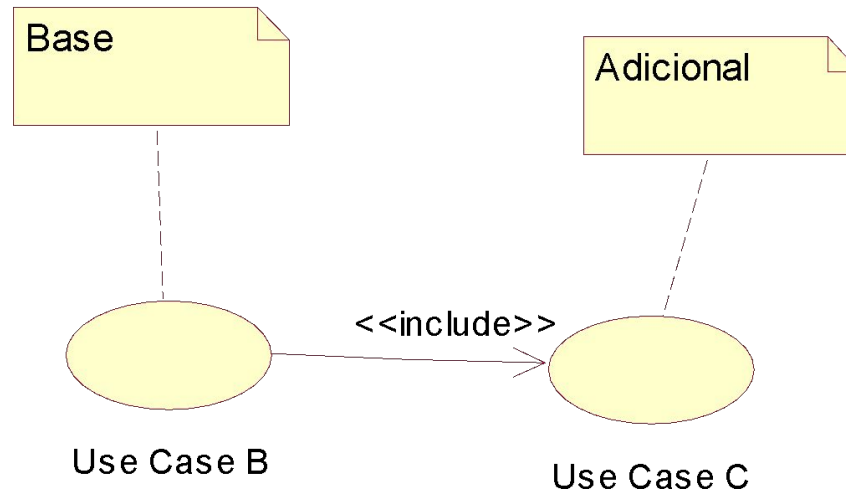 Base
Adicional
<<include>>
Use Case B
Use Case C